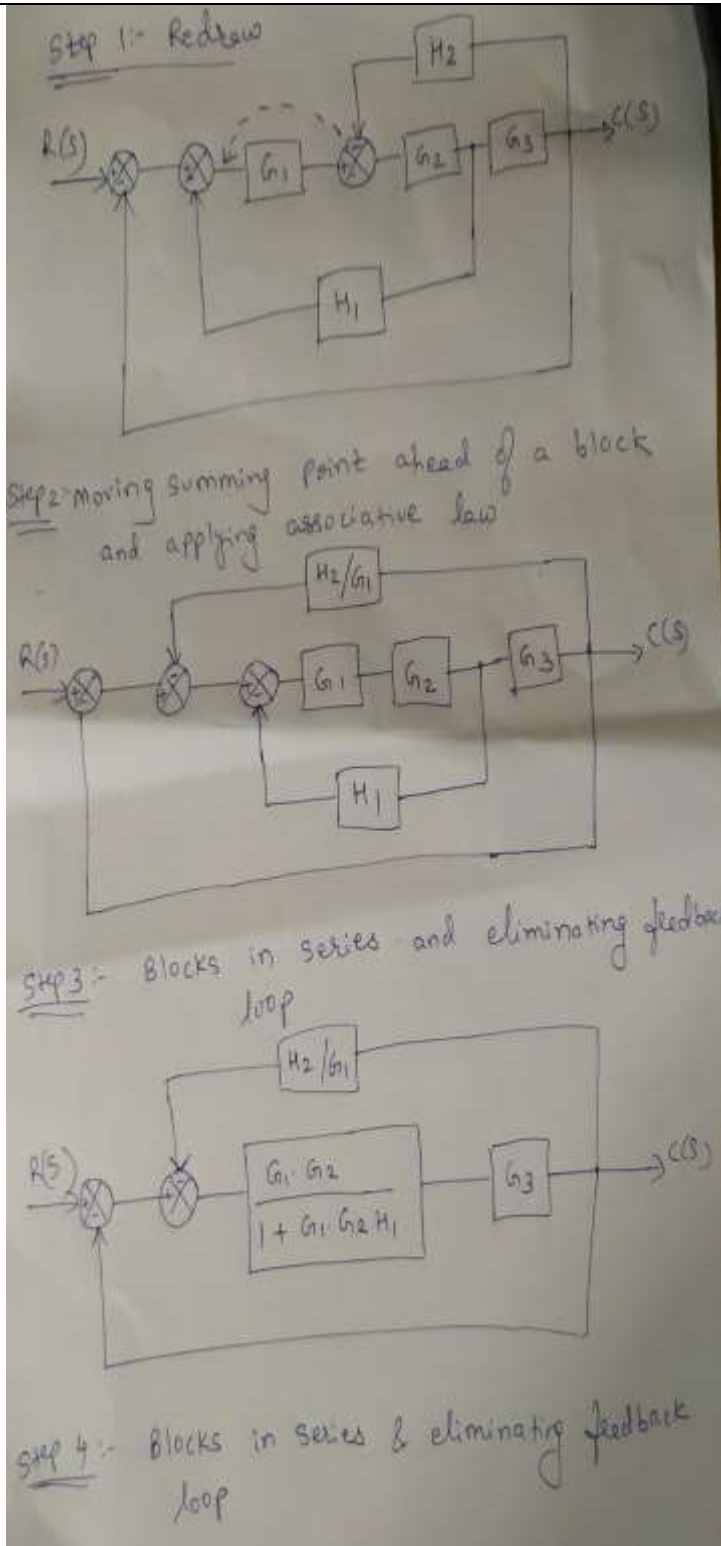 Step 1:- Redraw
H2
R(S)
G1
G2
G3
C(S)
H1
Step 2:- Moving summing point ahead of a block
and applying associative law
H2/G1
R(S)
G1
G2
G3
C(S)
H1
Step 3:- Blocks in series and eliminating feedback
loop
H2/G1
R(S)
G1·G2
1+G1·G2H1
G3
C(S)
Step 4:- Blocks in series & eliminating feedback
loop